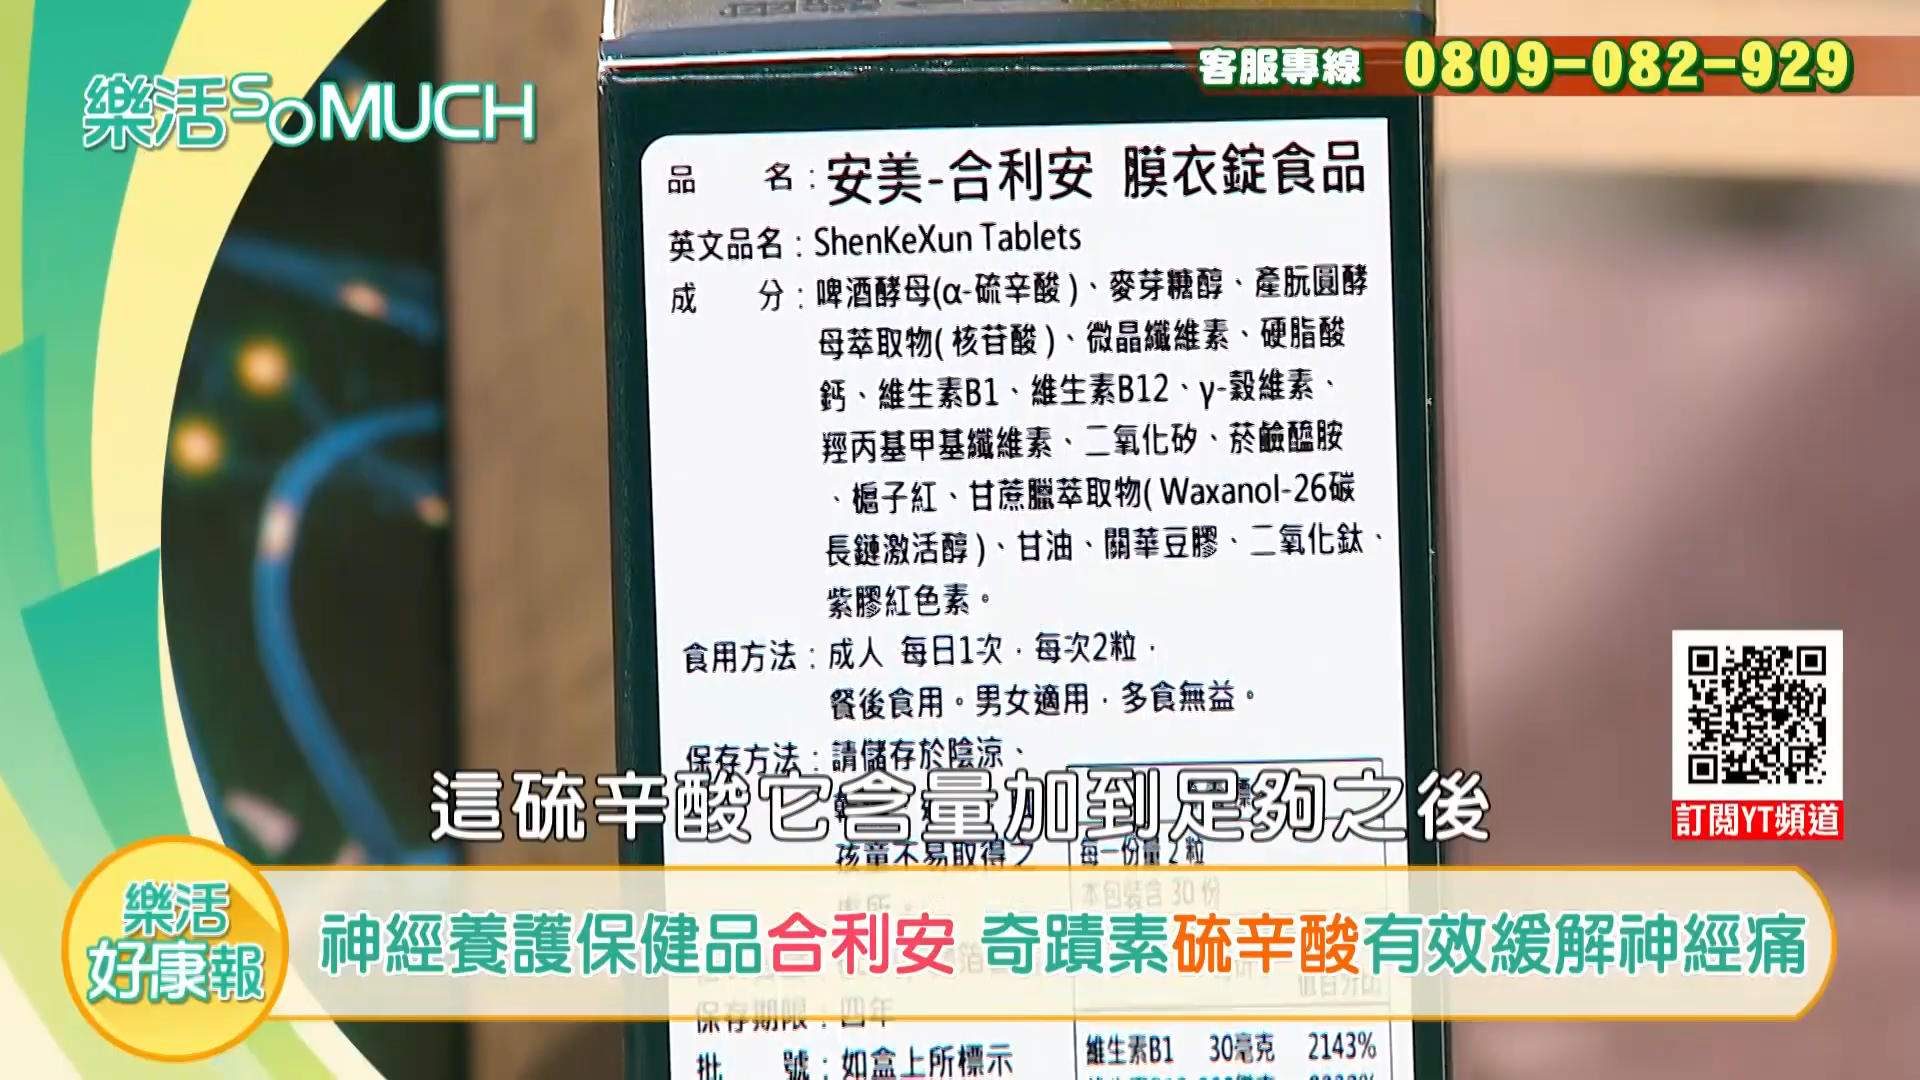 樂活SOMUCH
客服專線 0809-082-929
品 名:安美-合利安 膜衣錠食品
英文品名:ShenKeXun Tablets
成 分:啤酒酵母(α-硫辛酸)、麥芽糖醇、產朊圓酵
母萃取物(核苷酸)、微晶纖維素、硬脂酸
鈣、維生素B1、維生素B12、γ-穀維素、
羥丙基甲基纖維素、二氧化矽、菸鹼醯胺
、梔子紅、甘蔗臘萃取物(Waxanol-26碳
長鏈激活醇)、甘油、關華豆膠、二氧化鈦、
紫膠紅色素。
食用方法:成人 每日1次,每次2粒,
餐後食用。男女適用,多食無益。
保存方法:請儲存於陰涼、
孩童不易取得之
這硫辛酸它含量加到足夠之後
每一份量2粒
本包裝含30份
訂閱YT頻道
樂活
好康報
神經養護保健品合利安 奇蹟素硫辛酸有效緩解神經痛
保存期限:四年
批 號:如盒上所標示
維生素B1 30毫克 2143%